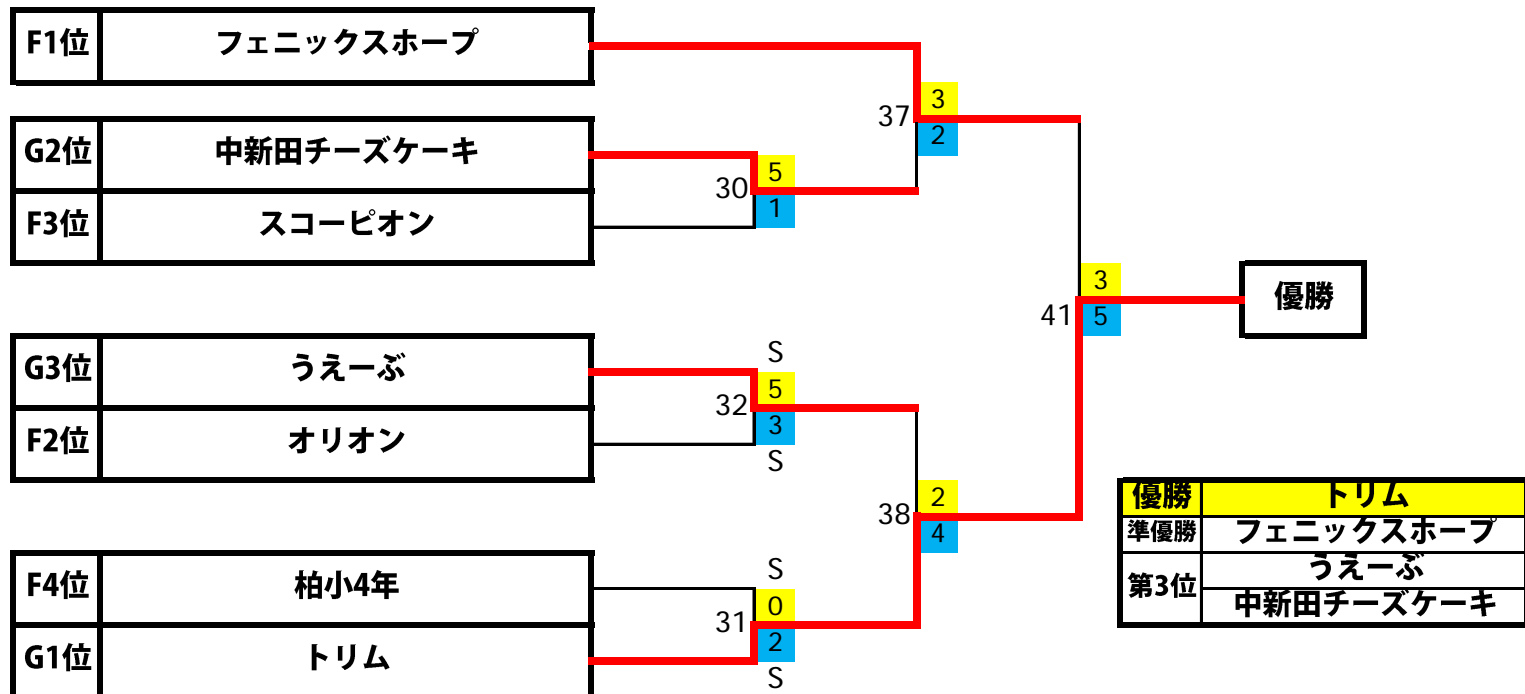 F1位 フェニックスホープ
3
37
2
G2位 中新田チーズケーキ
5
30
1
F3位 スコーピオン
3
41
5
優勝
G3位 うえーぶ
S
5
32
3
S
F2位 オリオン
2
38
4
F4位 柏小4年
S
0
31
2
S
G1位 トリム
優勝 トリム
準優勝 フェニックスホープ
第3位 うえーぶ
中新田チーズケーキ